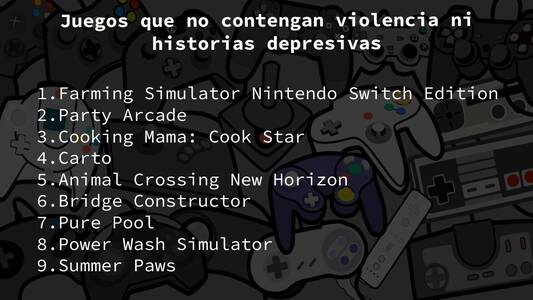 Juegos que no contengan violencia ni
historias depresivas
1.Farming Simulator Nintendo Switch Edition
2.Party Arcade
3.Cooking Mama: Cook Star
4.Carto
5.Animal Crossing New Horizon
6.Bridge Constructor
7.Pure Pool
8.Power Wash Simulator
9.Summer Paws